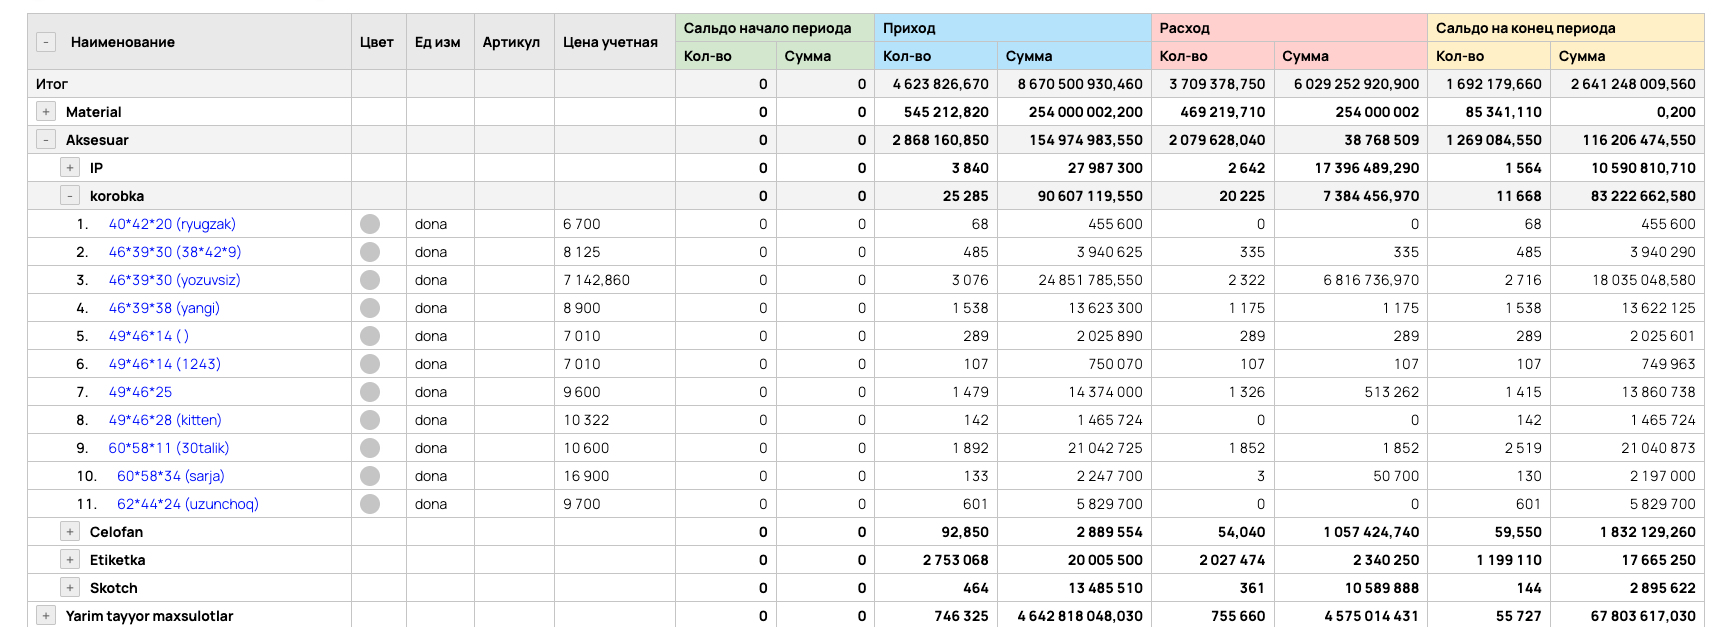 - Наименование Цвет Ед изм Артикул Цена учетная Сальдо начало периода Приход Расход Сальдо на конец периода
Кол-во Сумма Кол-во Сумма Кол-во Сумма Кол-во Сумма
Итог 0 0 4 623 826,670 8 670 500 930,460 3 709 378,750 6 029 252 920,900 1 692 179,660 2 641 248 009,560
+ Material 0 0 545 212,820 254 000 002,200 469 219,710 254 000 002 85 341,110 0,200
- Aksesuar 0 0 2 868 160,850 154 974 983,550 2 079 628,040 38 768 509 1 269 084,550 116 206 474,550
+ IP 0 0 3 840 27 987 300 2 642 17 396 489,290 1 564 10 590 810,710
- korobka 0 0 25 285 90 607 119,550 20 225 7 384 456,970 11 668 83 222 662,580
1. 40*42*20 (ryugzak) dona 6 700 0 0 68 455 600 0 0 68 455 600
2. 46*39*30 (38*42*9) dona 8 125 0 0 485 3 940 625 335 335 485 3 940 290
3. 46*39*30 (yozuvsiz) dona 7 142,860 0 0 3 076 24 851 785,550 2 322 6 816 736,970 2 716 18 035 048,580
4. 46*39*38 (yangi) dona 8 900 0 0 1 538 13 623 300 1 175 1 175 1 538 13 622 125
5. 49*46*14 ( ) dona 7 010 0 0 289 2 025 890 289 289 289 2 025 601
6. 49*46*14 (1243) dona 7 010 0 0 107 750 070 107 107 107 749 963
7. 49*46*25 dona 9 600 0 0 1 479 14 374 000 1 326 513 262 1 415 13 860 738
8. 49*46*28 (kitten) dona 10 322 0 0 142 1 465 724 0 0 142 1 465 724
9. 60*58*11 (30talik) dona 10 600 0 0 1 892 21 042 725 1 852 1 852 2 519 21 040 873
10. 60*58*34 (sarja) dona 16 900 0 0 133 2 247 700 3 50 700 130 2 197 000
11. 62*44*24 (uzunchoq) dona 9 700 0 0 601 5 829 700 0 0 601 5 829 700
+ Celofan 0 0 92,850 2 889 554 54,040 1 057 424,740 59,550 1 832 129,260
+ Etiketka 0 0 2 753 068 20 005 500 2 027 474 2 340 250 1 199 110 17 665 250
+ Skotch 0 0 464 13 485 510 361 10 589 888 144 2 895 622
+ Yarim tayyor maxsulotlar 0 0 746 325 4 642 818 048,030 755 660 4 575 014 431 55 727 67 803 617,030